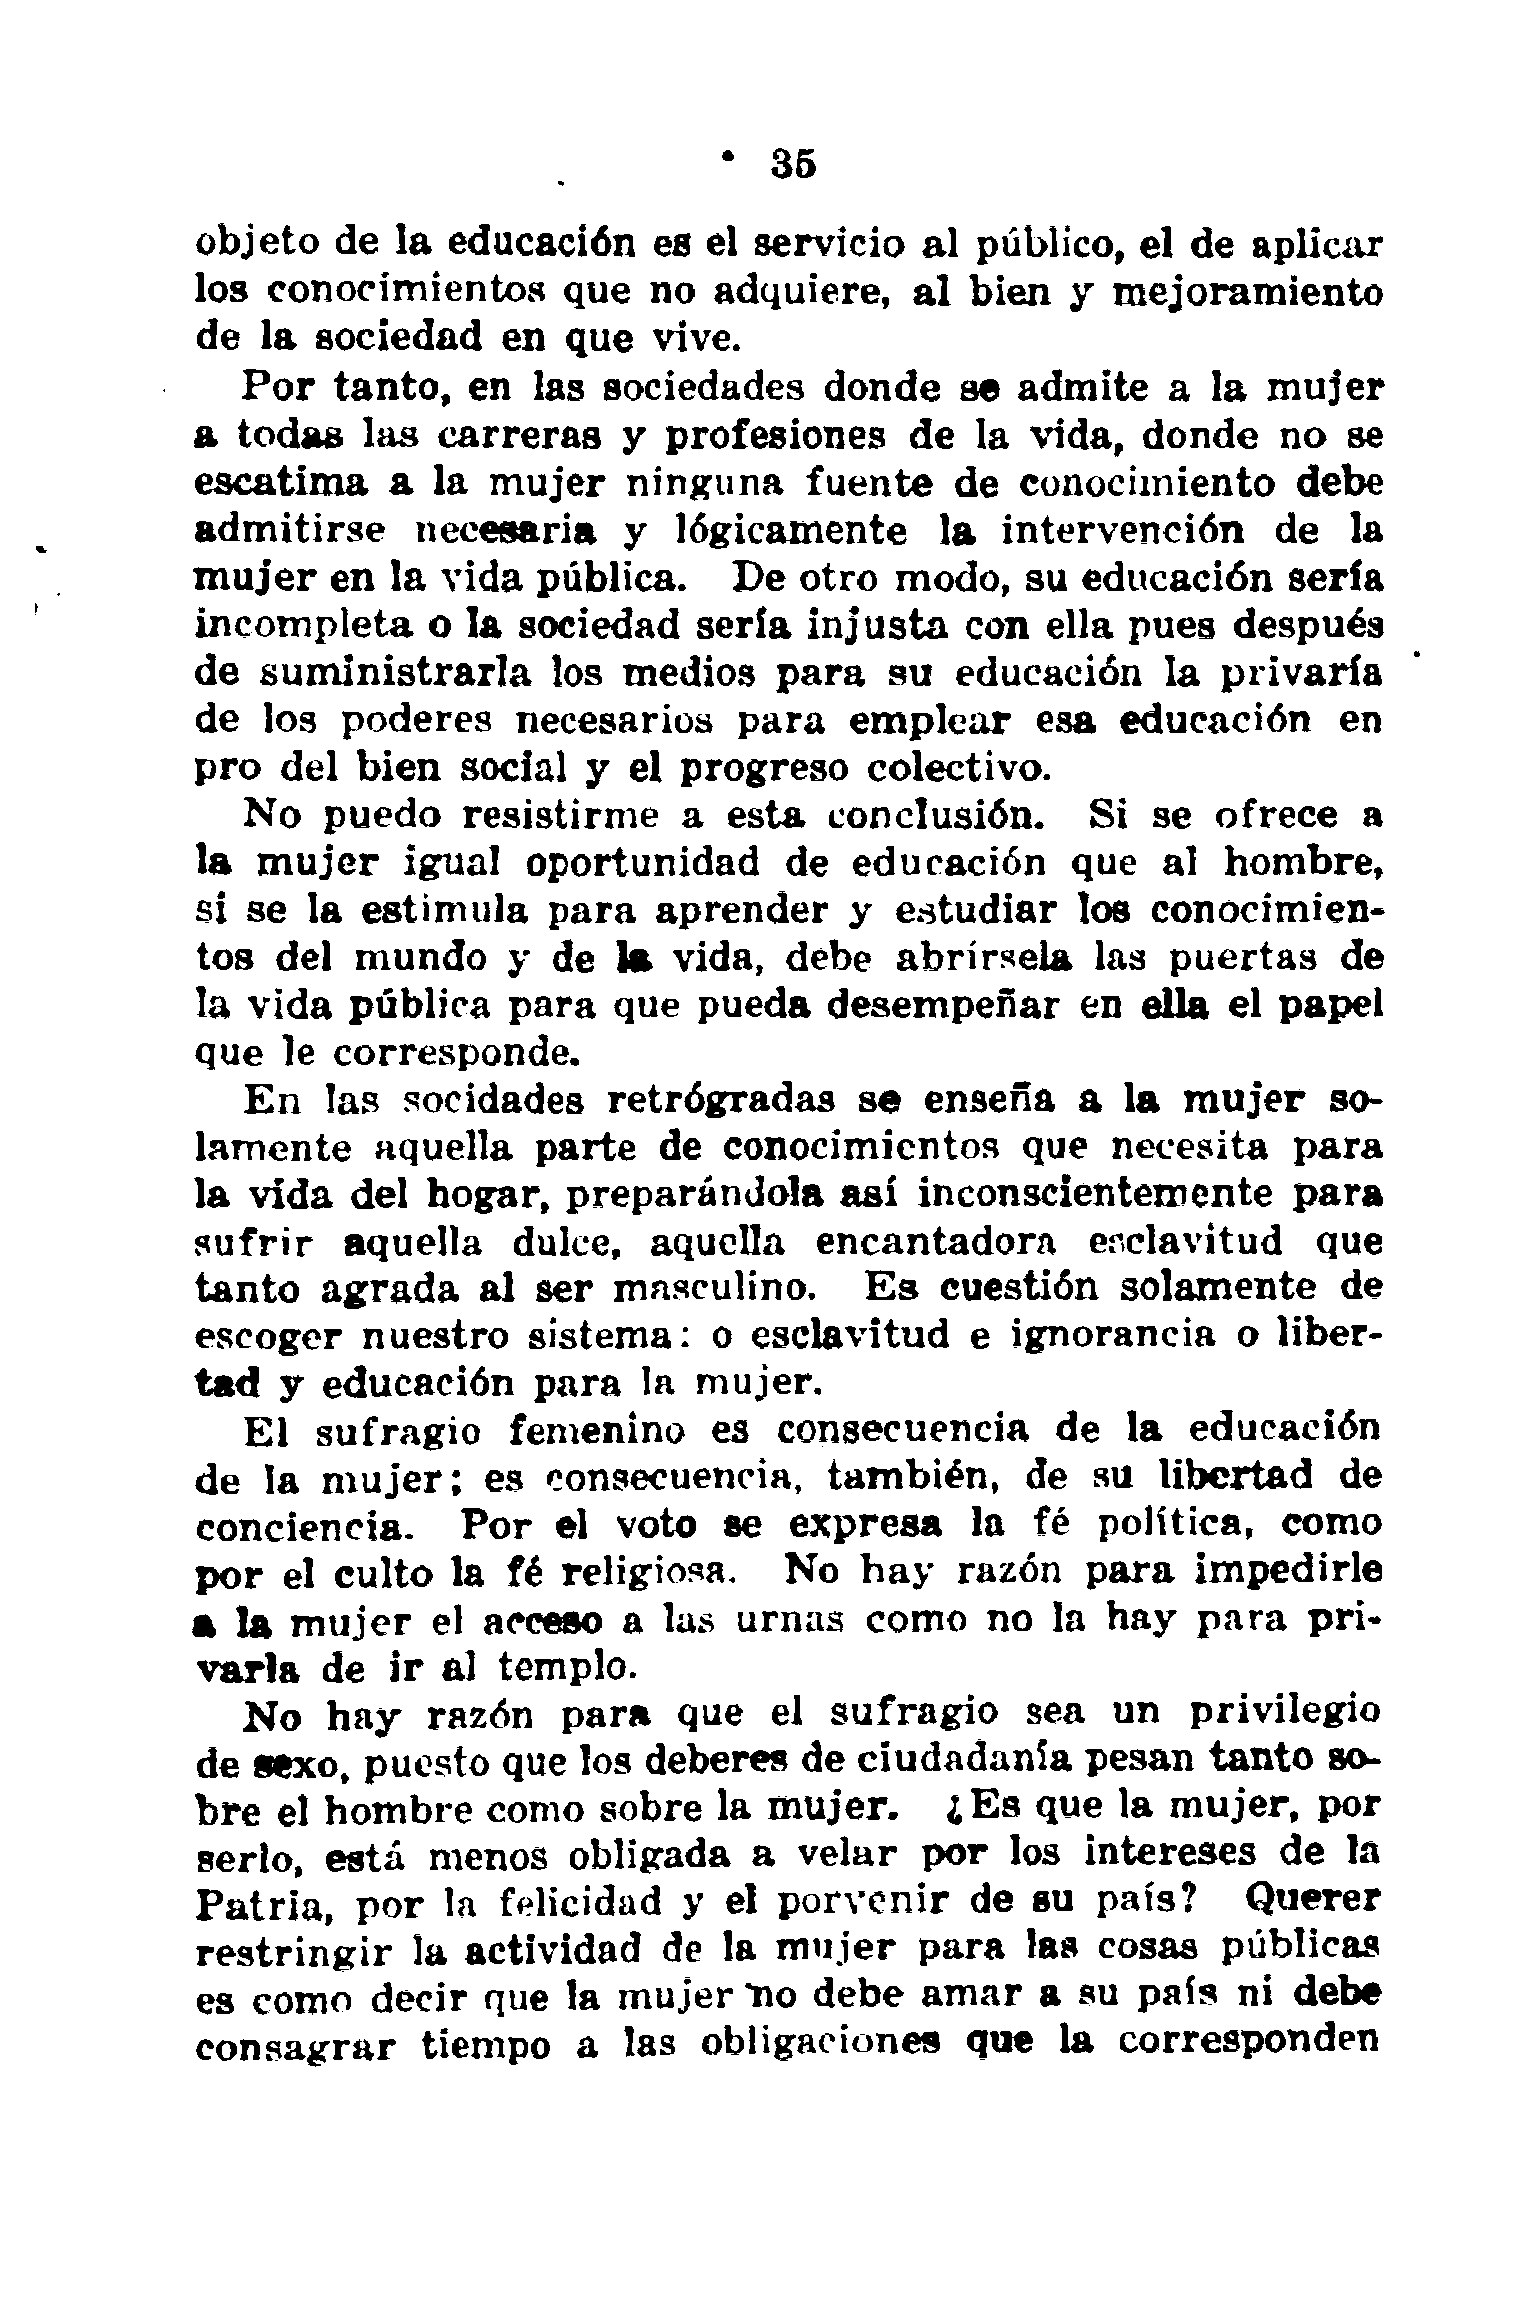 35
objeto de la educación es el servicio al público, el de aplicar
los conocimientos que no adquiere, al bien y mejoramiento
de la sociedad en que vive.
Por tanto, en las sociedades donde se admite a la mujer
a todas las carreras y profesiones de la vida, donde no se
escatima a la mujer ninguna fuente de conocimiento debe
admitirse necesaria y lógicamente la intervención de la
mujer en la vida pública. De otro modo, su educación sería
incompleta o la sociedad sería injusta con ella pues después
de suministrarla los medios para su educación la privaría
de los poderes necesarios para emplear esa educación en
pro del bien social y el progreso colectivo.
No puedo resistirme a esta conclusión. Si se ofrece a
la mujer igual oportunidad de educación que al hombre,
si se la estimula para aprender y estudiar los conocimien-
tos del mundo y de la vida, debe abrírsela las puertas de
la vida pública para que pueda desempeñar en ella el papel
que le corresponde.
En las socidades retrógradas se enseña a la mujer so-
lamente aquella parte de conocimientos que necesita para
la vida del hogar, preparándola así inconscientemente para
sufrir aquella dulce, aquella encantadora esclavitud que
tanto agrada al ser masculino. Es cuestión solamente de
escoger nuestro sistema: o esclavitud e ignorancia o liber-
tad y educación para la mujer.
El sufragio femenino es consecuencia de la educación
de la mujer; es consecuencia, también, de su libertad de
conciencia. Por el voto se expresa la fé política, como
por el culto la fé religiosa. No hay razón para impedirle
a la mujer el acceso a las urnas como no la hay para pri-
varla de ir al templo.
No hay razón para que el sufragio sea un privilegio
de sexo, puesto que los deberes de ciudadanía pesan tanto so-
bre el hombre como sobre la mujer. ¿Es que la mujer, por
serlo, está menos obligada a velar por los intereses de la
Patria, por la felicidad y el porvenir de su país? Querer
restringir la actividad de la mujer para las cosas públicas
es como decir que la mujer no debe amar a su país ni debe
consagrar tiempo a las obligaciones que la corresponden